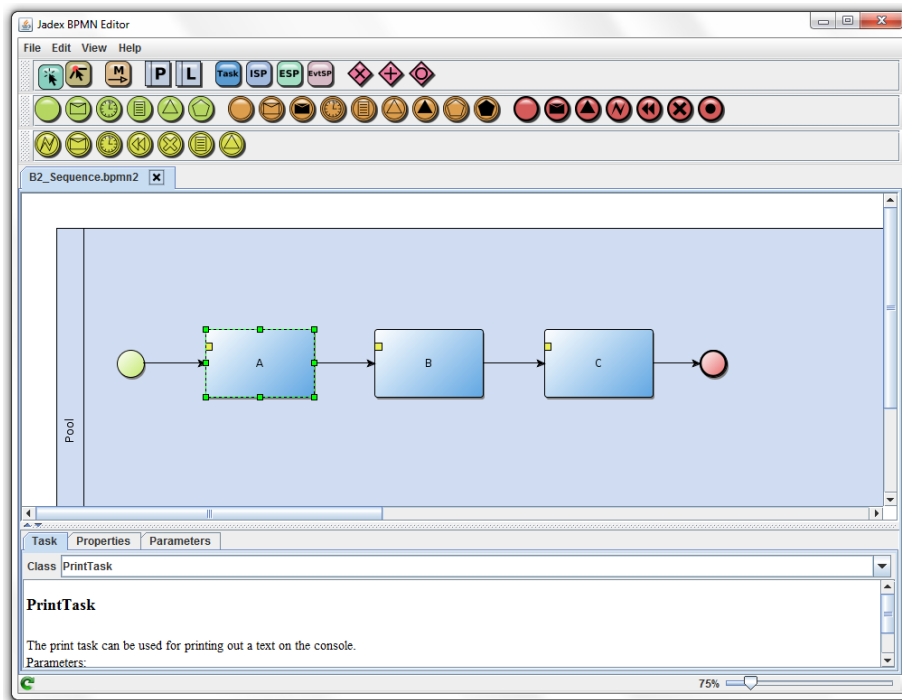 Jadex BPMN Editor
File Edit View Help
M P L Task ISP ESP EvtSP
B2_Sequence.bpmn2
Pool
A B C
Task Properties Parameters
Class PrintTask
PrintTask
The print task can be used for printing out a text on the console.
Parameters:
75%